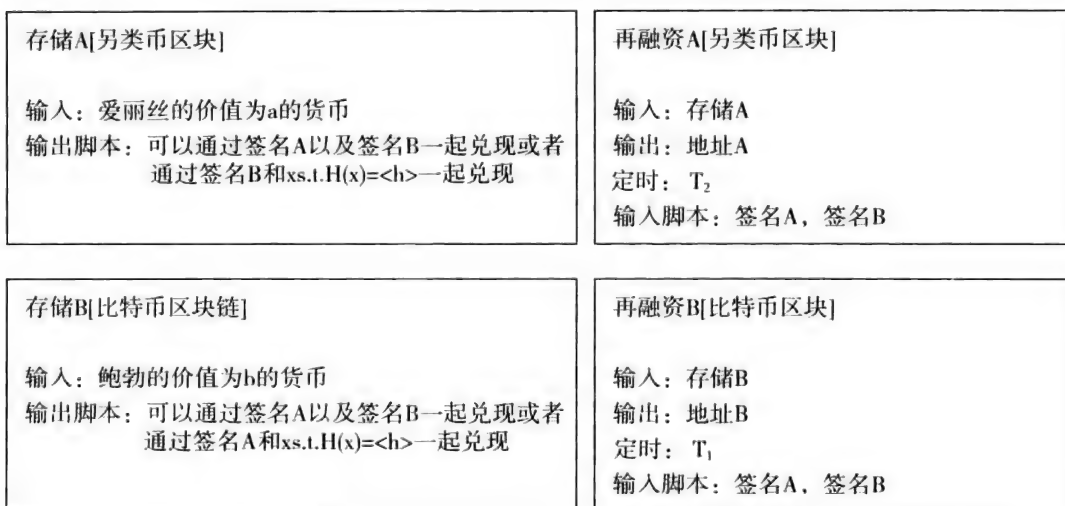 存储A[另类币区块]
输入：爱丽丝的价值为a的货币
输出脚本：可以通过签名A以及签名B一起兑现或者
通过签名B和xs.t.H(x)=<h>一起兑现
再融资A[另类币区块]
输入：存储A
输出：地址A
定时：T₂
输入脚本：签名A，签名B
存储B[比特币区块链]
输入：鲍勃的价值为b的货币
输出脚本：可以通过签名A以及签名B一起兑现或者
通过签名A和xs.t.H(x)=<h>一起兑现
再融资B[比特币区块]
输入：存储B
输出：地址B
定时：T₁
输入脚本：签名A，签名B